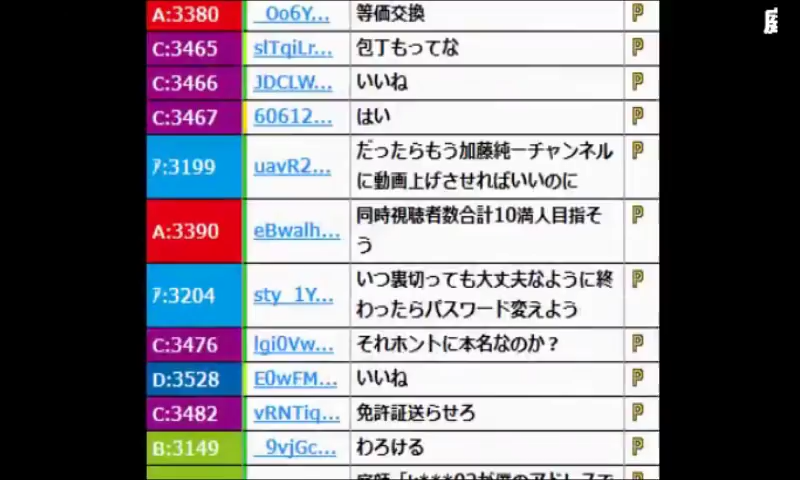 A:3380 _Oo6Y... 等価交換 P
C:3465 slTqiLr... 包丁もってな P
C:3466 JDCLW... いいね P
C:3467 60612... はい P
ｱ:3199 uavR2... だったらもう加藤純一チャンネル P
に動画上げさせればいいのに
A:3390 eBwalh... 同時視聴者数合計10満人目指そ P
う
ｱ:3204 sty_1Y... いつ裏切っても大丈夫なように終 P
わったらパスワード変えよう
C:3476 lgi0Vw... それホントに本名なのか？ P
D:3528 E0wFM... いいね P
C:3482 vRNTiq... 免許証送らせろ P
B:3149 _9vjGc... わろける P